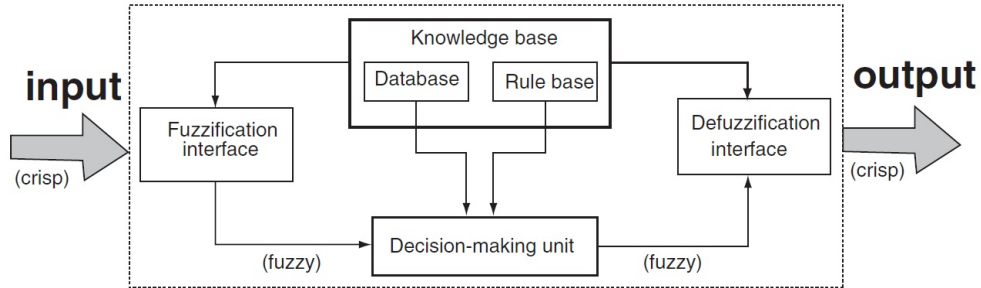 Knowledge base
input
Database
Rule base
output
Fuzzification
interface
Defuzzification
interface
(crisp)
(crisp)
Decision-making unit
(fuzzy)
(fuzzy)